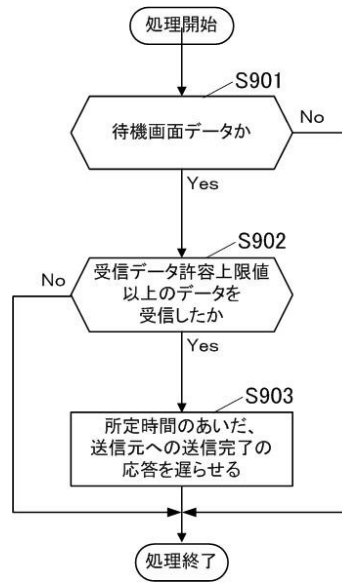 処理開始
S901
待機画面データか
No
Yes
S902
受信データ許容上限値
以上のデータを
受信したか
No
Yes
S903
所定時間のあいだ、
送信元への送信完了の
応答を遅らせる
処理終了